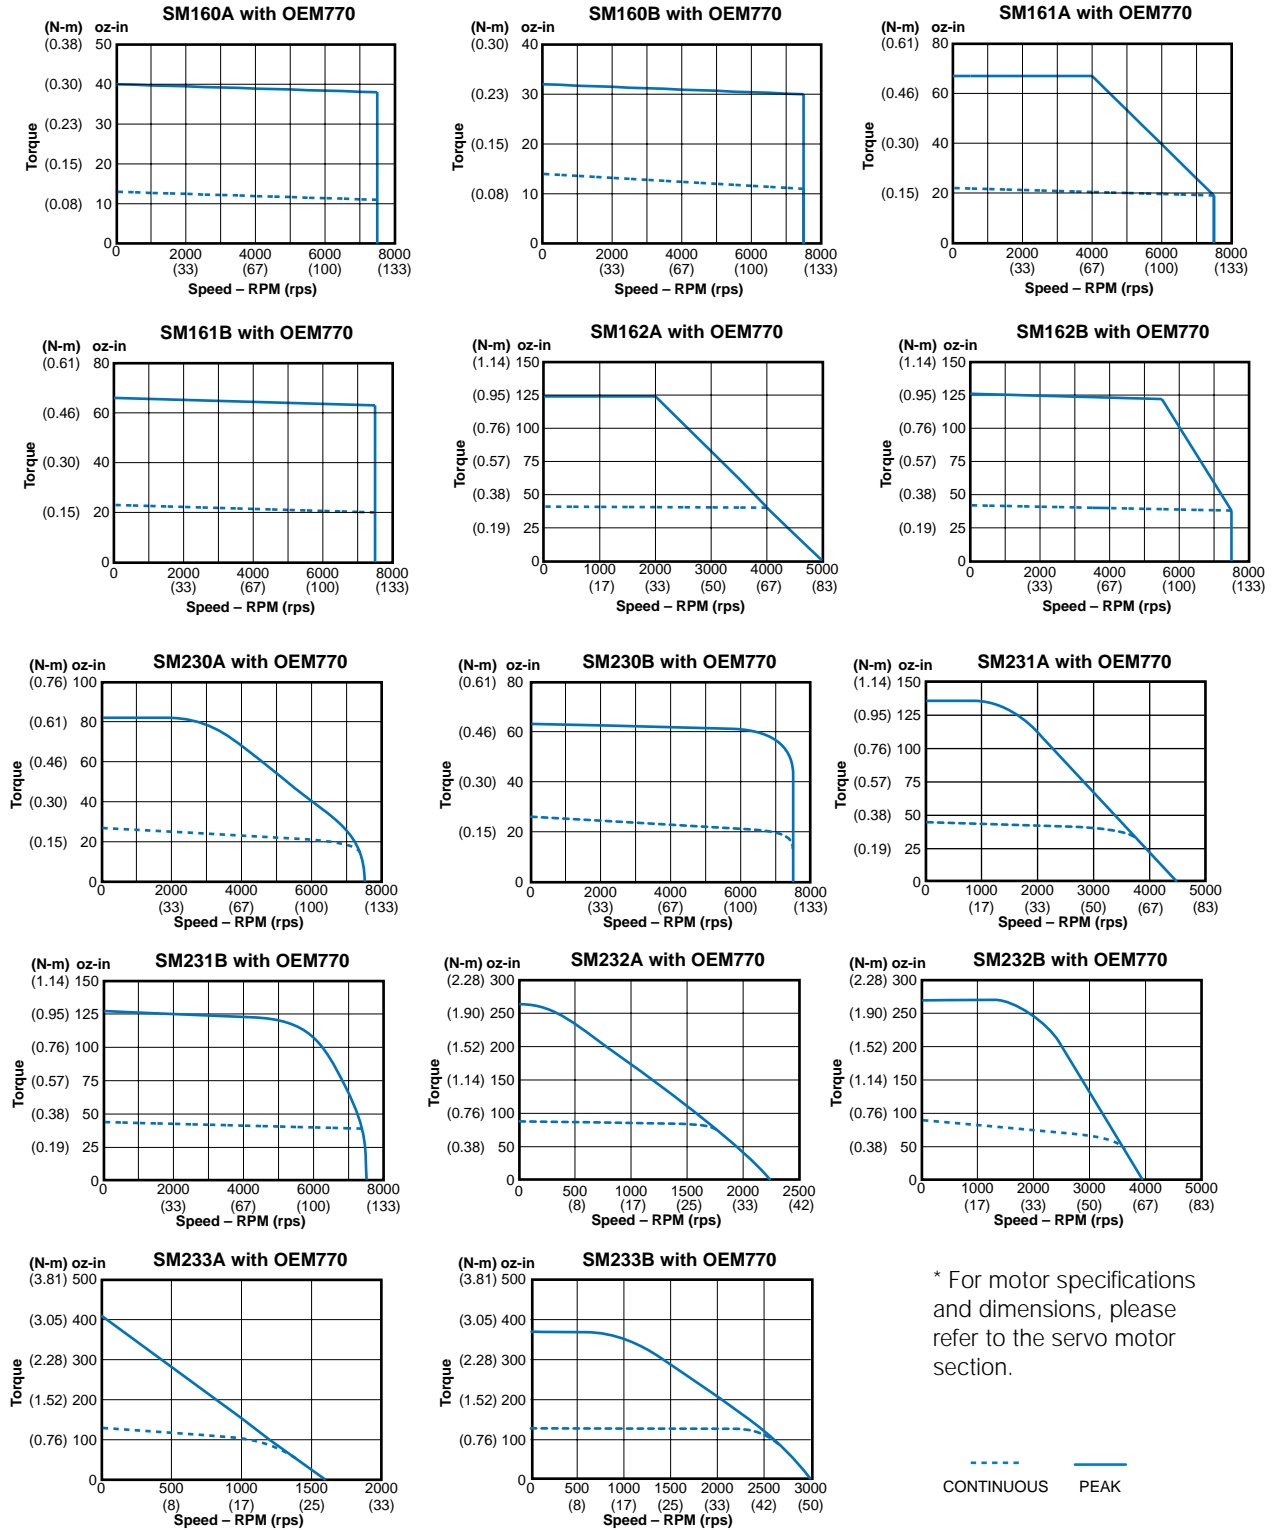 SM160A with OEM770
(N-m) oz-in
(0.38) 50
(0.30) 40
(0.23) 30
(0.15) 20
(0.08) 10
0
Torque
0 2000 4000 6000 8000
(33) (67) (100) (133)
Speed – RPM (rps)
SM160B with OEM770
(N-m) oz-in
(0.30) 40
(0.23) 30
(0.15) 20
(0.08) 10
0
Torque
0 2000 4000 6000 8000
(33) (67) (100) (133)
Speed – RPM (rps)
SM161A with OEM770
(N-m) oz-in
(0.61) 80
(0.46) 60
(0.30) 40
(0.15) 20
0
Torque
0 2000 4000 6000 8000
(33) (67) (100) (133)
Speed – RPM (rps)
SM161B with OEM770
(N-m) oz-in
(0.61) 80
(0.46) 60
(0.30) 40
(0.15) 20
0
Torque
0 2000 4000 6000 8000
(33) (67) (100) (133)
Speed – RPM (rps)
SM162A with OEM770
(N-m) oz-in
(1.14) 150
(0.95) 125
(0.76) 100
(0.57) 75
(0.38) 50
(0.19) 25
0
Torque
0 1000 2000 3000 4000 5000
(17) (33) (50) (67) (83)
Speed – RPM (rps)
SM162B with OEM770
(N-m) oz-in
(1.14) 150
(0.95) 125
(0.76) 100
(0.57) 75
(0.38) 50
(0.19) 25
0
Torque
0 2000 4000 6000 8000
(33) (67) (100) (133)
Speed – RPM (rps)
SM230A with OEM770
(N-m) oz-in
(0.76) 100
(0.61) 80
(0.46) 60
(0.30) 40
(0.15) 20
0
Torque
0 2000 4000 6000 8000
(33) (67) (100) (133)
Speed – RPM (rps)
SM230B with OEM770
(N-m) oz-in
(0.61) 80
(0.46) 60
(0.30) 40
(0.15) 20
0
Torque
0 2000 4000 6000 8000
(33) (67) (100) (133)
Speed – RPM (rps)
SM231A with OEM770
(N-m) oz-in
(1.14) 150
(0.95) 125
(0.76) 100
(0.57) 75
(0.38) 50
(0.19) 25
0
Torque
0 1000 2000 3000 4000 5000
(17) (33) (50) (67) (83)
Speed – RPM (rps)
SM231B with OEM770
(N-m) oz-in
(1.14) 150
(0.95) 125
(0.76) 100
(0.57) 75
(0.38) 50
(0.19) 25
0
Torque
0 2000 4000 6000 8000
(33) (67) (100) (133)
Speed – RPM (rps)
SM232A with OEM770
(N-m) oz-in
(2.28) 300
(1.90) 250
(1.52) 200
(1.14) 150
(0.76) 100
(0.38) 50
0
Torque
0 500 1000 1500 2000 2500
(8) (17) (25) (33) (42)
Speed – RPM (rps)
SM232B with OEM770
(N-m) oz-in
(2.28) 300
(1.90) 250
(1.52) 200
(1.14) 150
(0.76) 100
(0.38) 50
0
Torque
0 1000 2000 3000 4000 5000
(17) (33) (50) (67) (83)
Speed – RPM (rps)
SM233A with OEM770
(N-m) oz-in
(3.81) 500
(3.05) 400
(2.28) 300
(1.52) 200
(0.76) 100
0
Torque
0 500 1000 1500 2000
(8) (17) (25) (33)
Speed – RPM (rps)
SM233B with OEM770
(N-m) oz-in
(3.81) 500
(3.05) 400
(2.28) 300
(1.52) 200
(0.76) 100
0
Torque
0 500 1000 1500 2000 2500 3000
(8) (17) (25) (33) (42) (50)
Speed – RPM (rps)
* For motor specifications
and dimensions, please
refer to the servo motor
section.
CONTINUOUS PEAK